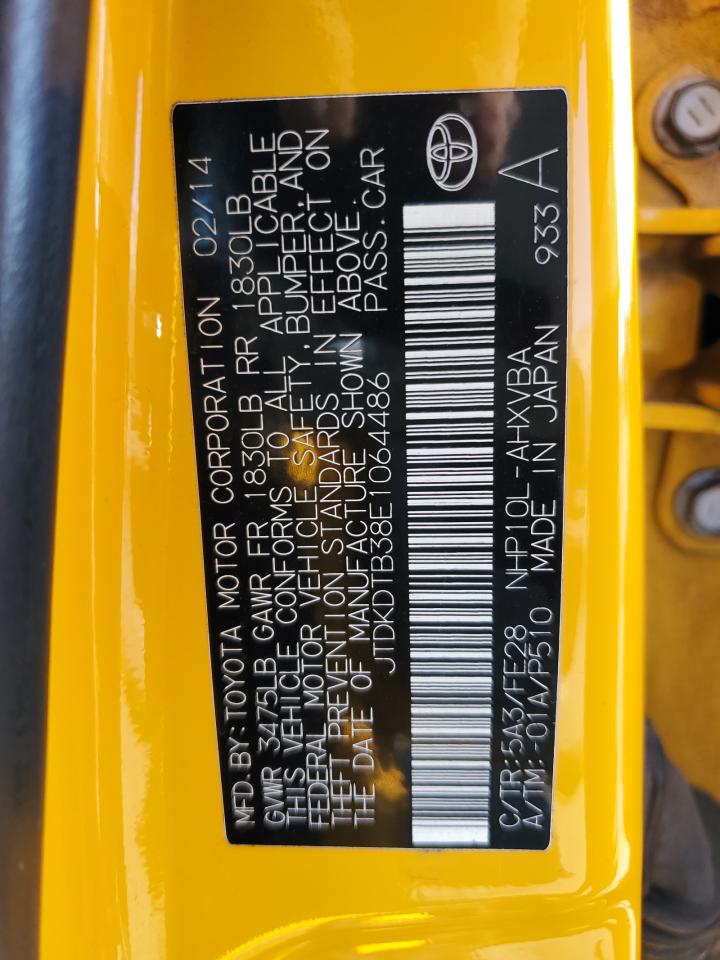 MFD.BY:TOYOTA MOTOR CORPORATION 02/14
GVWR 3475LB GAWR FR 1830LB RR 1830LB
THIS VEHICLE CONFORMS TO ALL APPLICABLE
FEDERAL MOTOR VEHICLE SAFETY,BUMPER,AND
THEFT PREVENTION STANDARDS IN EFFECT ON
THE DATE OF MANUFACTURE SHOWN ABOVE.
JTDKDTB38E1064486 PASS.CAR
C/TR:5A3/FE28 NHP10L-AHXVBA 933 A
A/TM:-01A/P510 MADE IN JAPAN